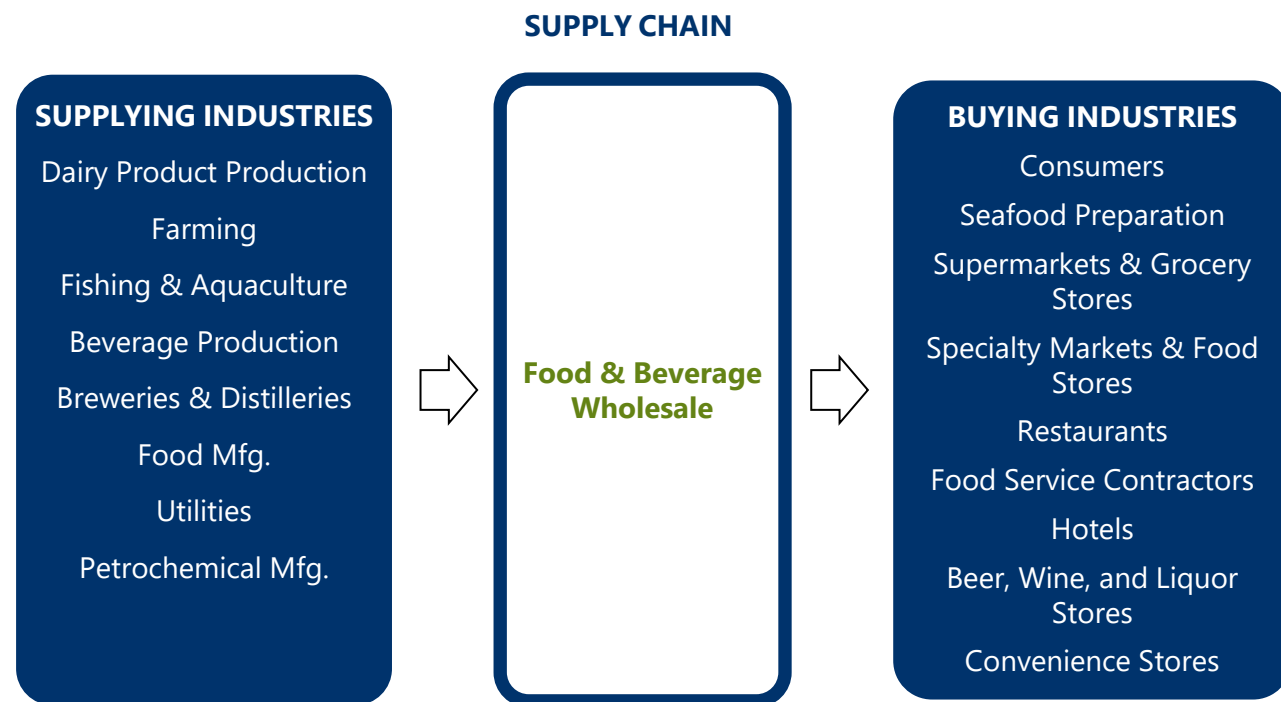 SUPPLY CHAIN
SUPPLYING INDUSTRIES
Dairy Product Production
Farming
Fishing & Aquaculture
Beverage Production
Breweries & Distilleries
Food Mfg.
Utilities
Petrochemical Mfg.
Food & Beverage
Wholesale
BUYING INDUSTRIES
Consumers
Seafood Preparation
Supermarkets & Grocery
Stores
Specialty Markets & Food
Stores
Restaurants
Food Service Contractors
Hotels
Beer, Wine, and Liquor
Stores
Convenience Stores